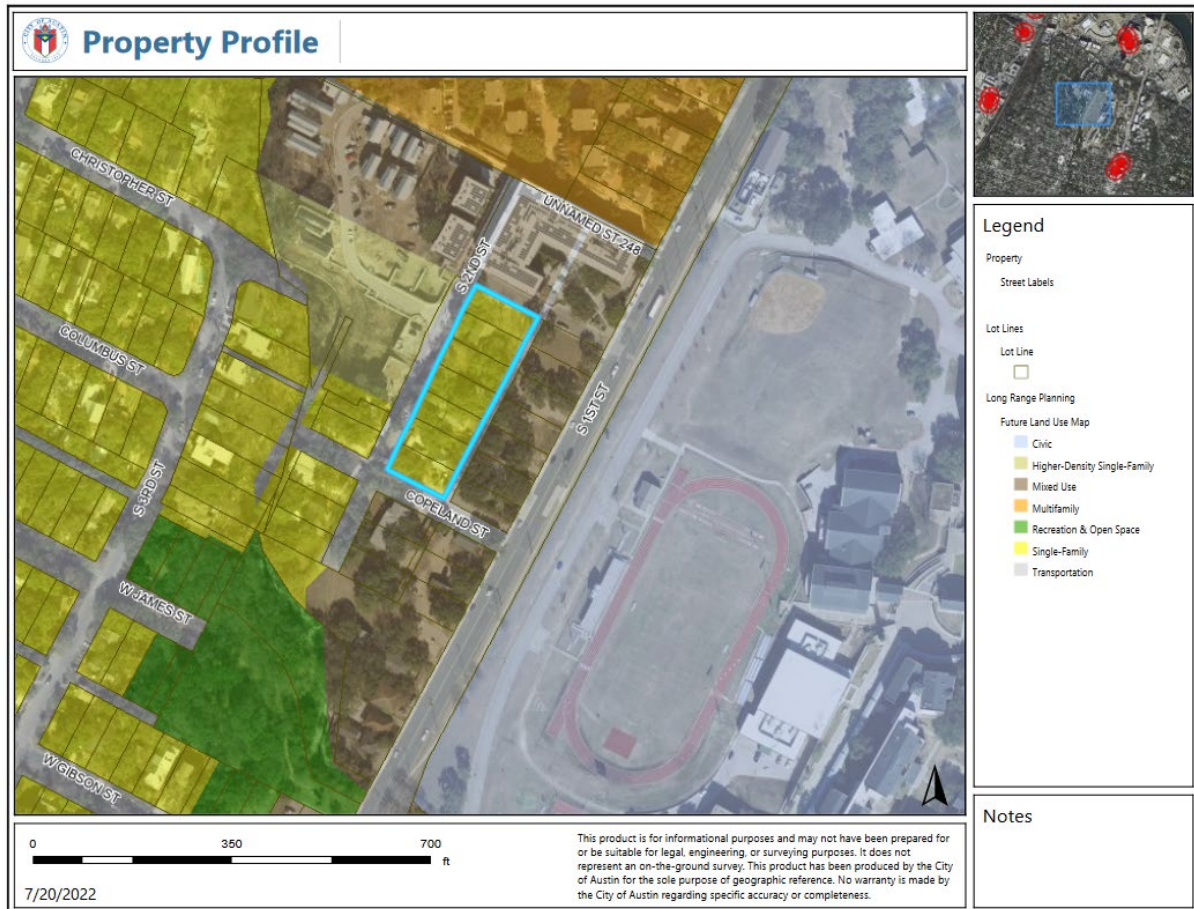 Property Profile
CHRISTOPHER ST
UNNAMED ST 248
S 2ND ST
COLUMBUS ST
S 1ST ST
S 3RD ST
COPELAND ST
W JAMES ST
W GIBSON ST
Legend
Property
Street Labels
Lot Lines
Lot Line
Long Range Planning
Future Land Use Map
Civic
Higher-Density Single-Family
Mixed Use
Multifamily
Recreation & Open Space
Single-Family
Transportation
Notes
0 350 700
ft
7/20/2022
This product is for informational purposes and may not have been prepared for
or be suitable for legal, engineering, or surveying purposes. It does not
represent an on-the-ground survey. This product has been produced by the City
of Austin for the sole purpose of geographic reference. No warranty is made by
the City of Austin regarding specific accuracy or completeness.